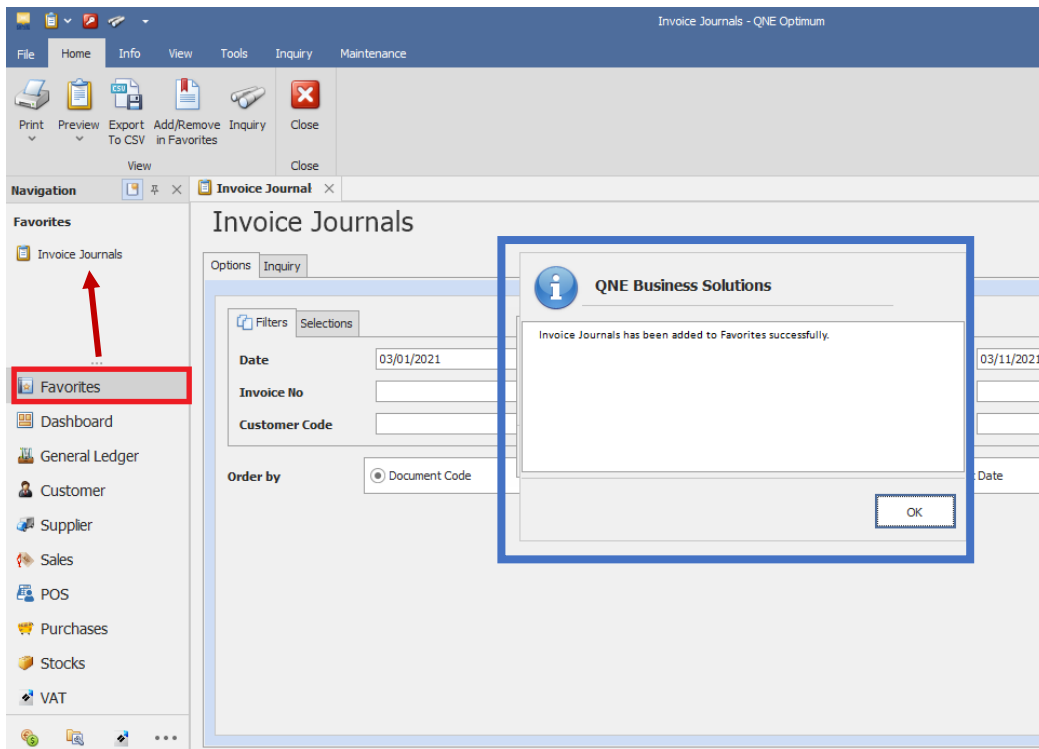 Invoice Journals - QNE Optimum
File Home Info View Tools Inquiry Maintenance
Print Preview Export To CSV Add/Remove in Favorites Inquiry Close
View Close
Navigation Invoice Journal
Favorites
Invoice Journals
Invoice Journals
Options Inquiry
Filters Selections
Date 03/01/2021 03/11/2021
Invoice No
Customer Code
Order by Document Code Date
QNE Business Solutions
Invoice Journals has been added to Favorites successfully.
OK
Favorites
Dashboard
General Ledger
Customer
Supplier
Sales
POS
Purchases
Stocks
VAT